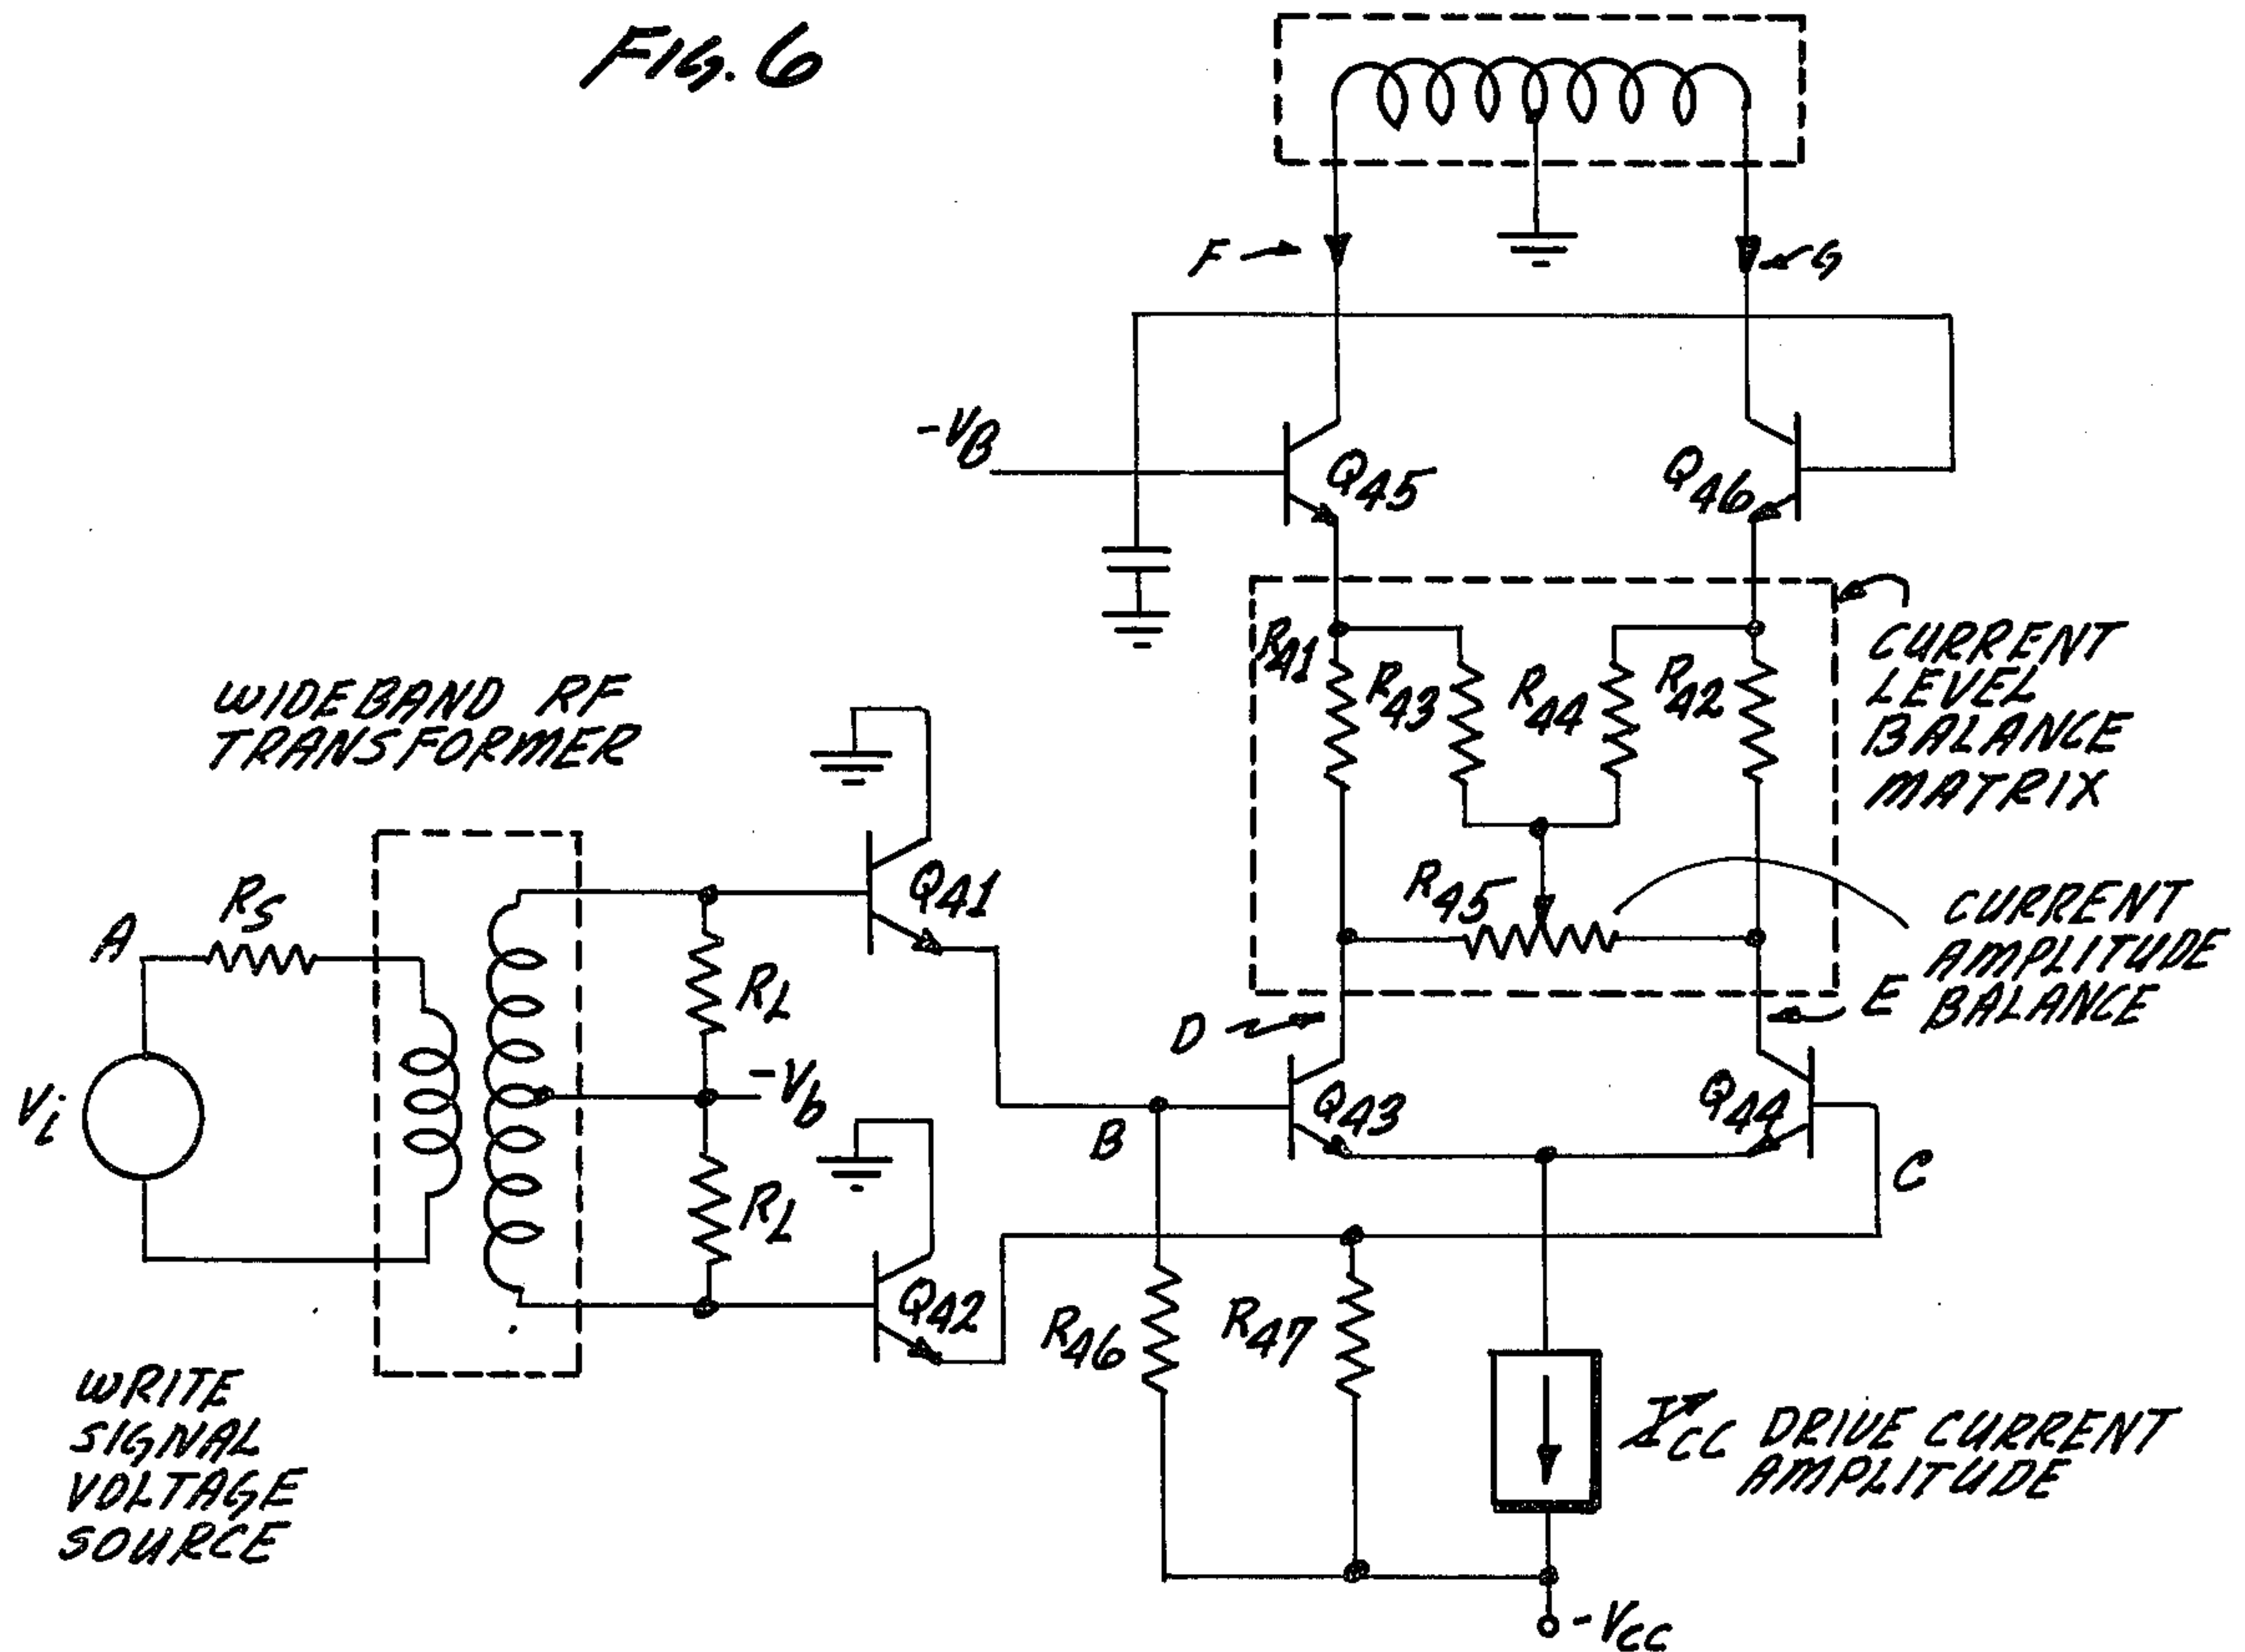 FIG. 6
F
G
-VB
Q45
Q46
R41
R43
R44
R42
CURRENT
LEVEL
BALANCE
MATRIX
WIDEBAND RF
TRANSFORMER
A
RS
Q41
RL
R45
CURRENT
AMPLITUDE
BALANCE
D
E
Vi
-Vb
B
Q43
Q44
C
RL
Q42
R46
R47
WRITE
SIGNAL
VOLTAGE
SOURCE
ICC DRIVE CURRENT
AMPLITUDE
-VCC